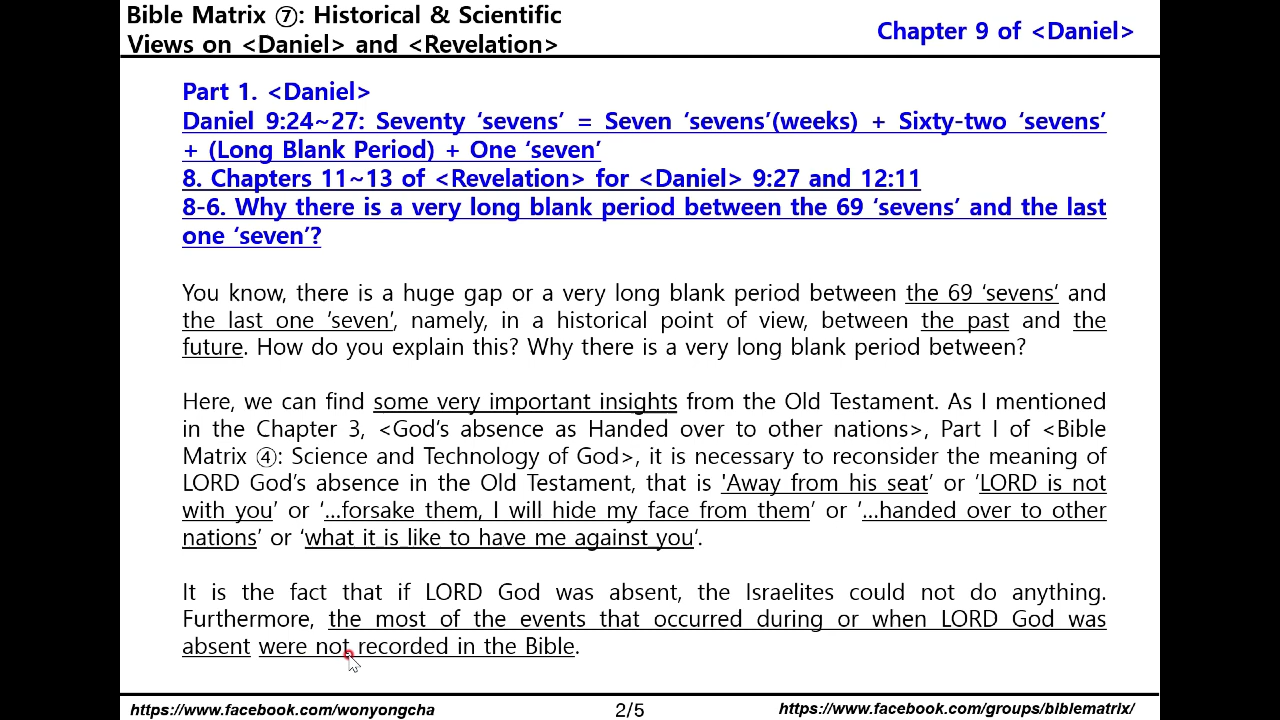 Bible Matrix ⑦: Historical & Scientific
Views on <Daniel> and <Revelation>
Chapter 9 of <Daniel>
Part 1. <Daniel>
Daniel 9:24~27: Seventy ‘sevens’ = Seven ‘sevens’(weeks) + Sixty-two ‘sevens’
+ (Long Blank Period) + One ‘seven’
8. Chapters 11~13 of <Revelation> for <Daniel> 9:27 and 12:11
8-6. Why there is a very long blank period between the 69 ‘sevens’ and the last
one ‘seven’?
You know, there is a huge gap or a very long blank period between the 69 ‘sevens‘ and
the last one ‘seven’, namely, in a historical point of view, between the past and the
future. How do you explain this? Why there is a very long blank period between?
Here, we can find some very important insights from the Old Testament. As I mentioned
in the Chapter 3, <God’s absence as Handed over to other nations>, Part I of <Bible
Matrix ④: Science and Technology of God>, it is necessary to reconsider the meaning of
LORD God’s absence in the Old Testament, that is 'Away from his seat’ or ‘LORD is not
with you’ or ‘...forsake them, I will hide my face from them’ or ’...handed over to other
nations’ or ‘what it is like to have me against you‘.
It is the fact that if LORD God was absent, the Israelites could not do anything.
Furthermore, the most of the events that occurred during or when LORD God was
absent were not recorded in the Bible.
https://www.facebook.com/wonyongcha
2/5
https://www.facebook.com/groups/biblematrix/